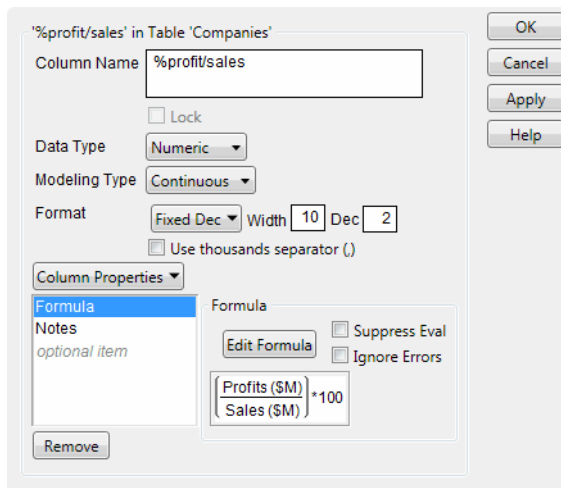 '%profit/sales' in Table 'Companies'
OK
Column Name %profit/sales
Cancel
Apply
Lock
Help
Data Type Numeric
Modeling Type Continuous
Format Fixed Dec Width 10 Dec 2
Use thousands separator (,)
Column Properties
Formula
Notes
optional item
Formula
Edit Formula
Suppress Eval
Ignore Errors
Profits ($M)
Sales ($M)
*100
Remove